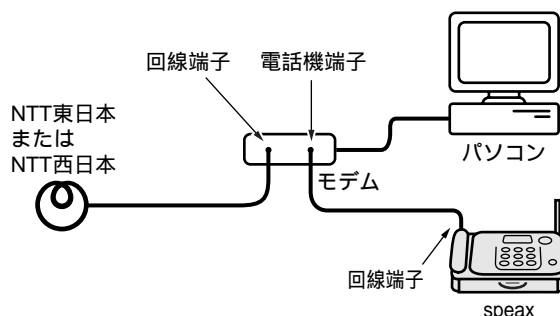 回線端子
電話機端子
NTT東日本
または
NTT西日本
パソコン
モデム
回線端子
speax